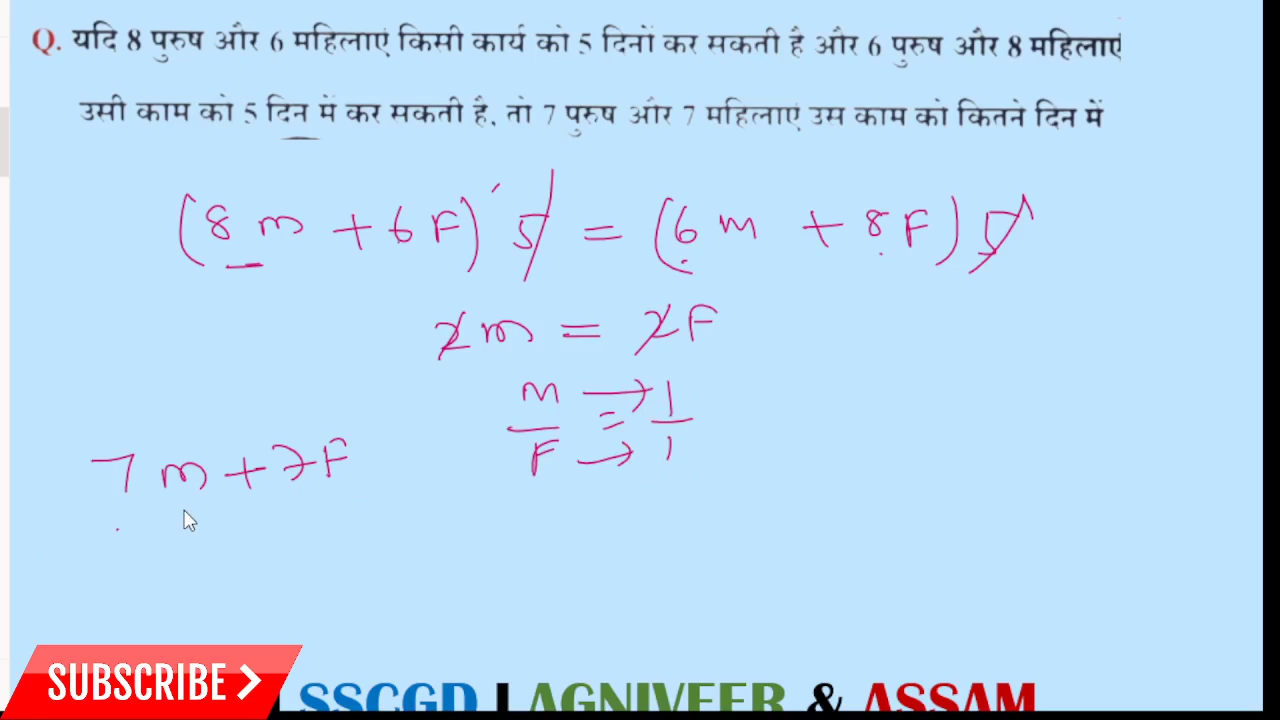 Q. यदि 8 पुरुष और 6 महिलाएं किसी कार्य को 5 दिनों कर सकती है और 6 पुरुष और 8 महिलाएं
उसी काम को 5 दिन में कर सकती है, तो 7 पुरुष और 7 महिलाएं उस काम को कितने दिन में
(8m + 6F) 5 = (6m + 8F) 5
2m = 2F
m/F = 1/1
7m + 7F
SUBSCRIBE
SSCGD | AGNIVEER & ASSAM